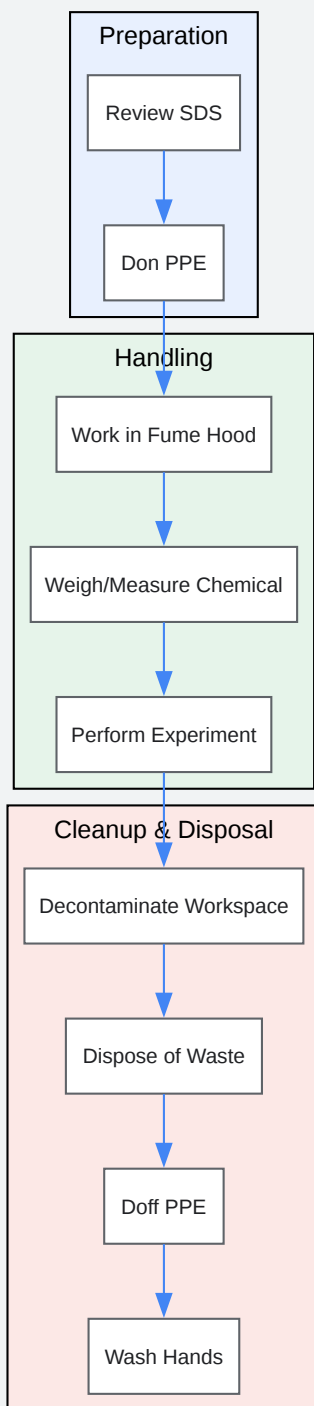 Preparation
Review SDS
Don PPE
Handling
Work in Fume Hood
Weigh/Measure Chemical
Perform Experiment
Cleanup & Disposal
Decontaminate Workspace
Dispose of Waste
Doff PPE
Wash Hands